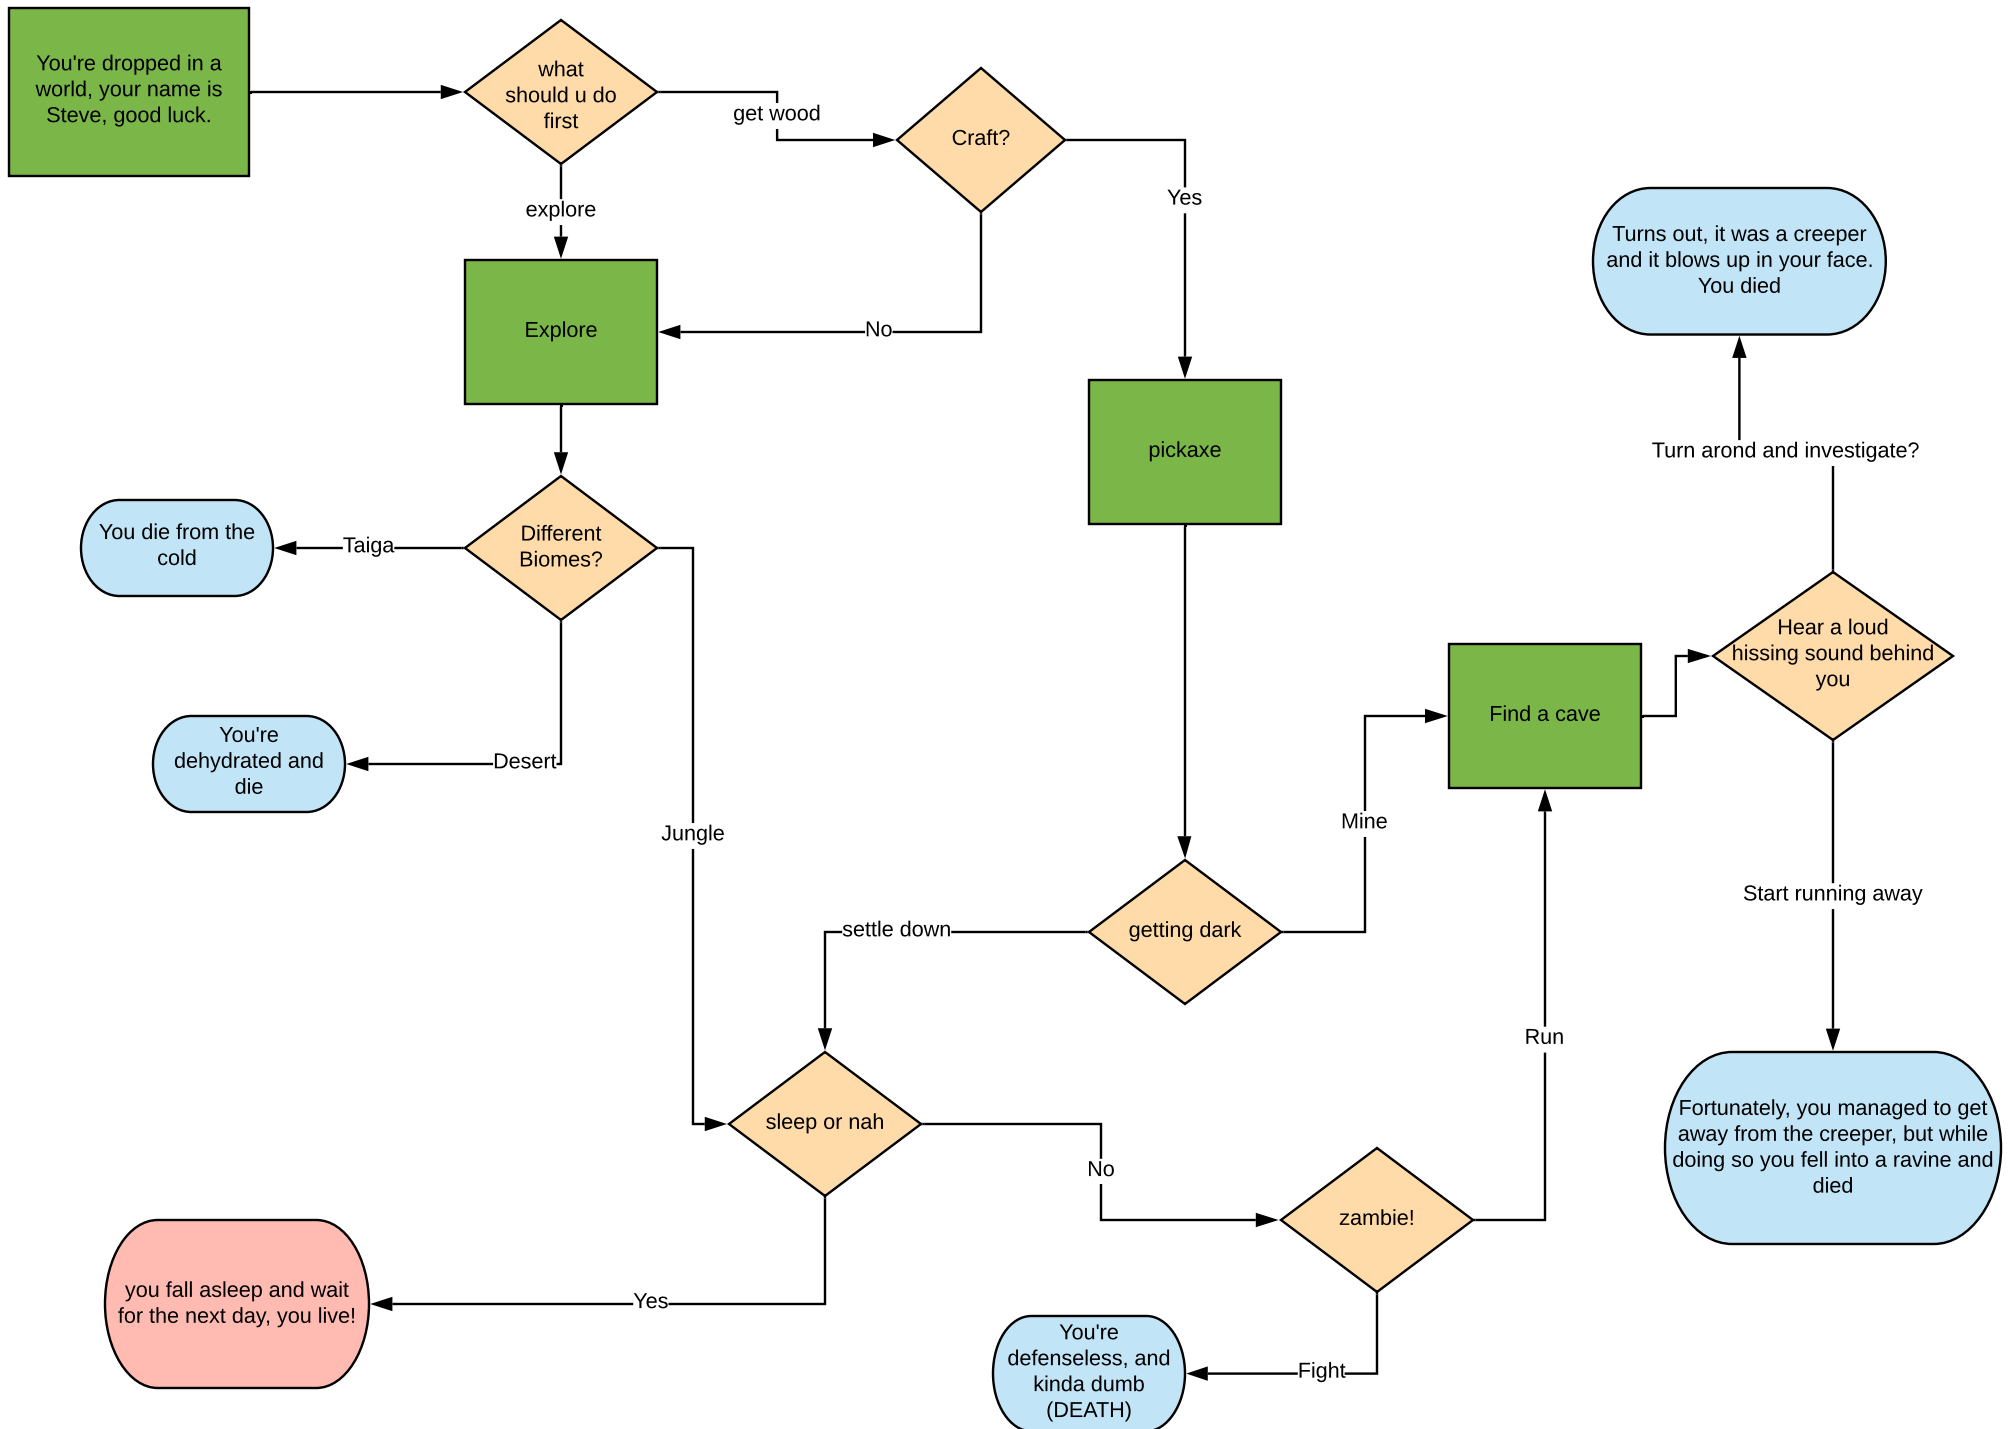 You're dropped in a
world, your name is
Steve, good luck.
what
should u do
first
get wood
explore
Craft?
Yes
No
Explore
Turns out, it was a creeper
and it blows up in your face.
You died
pickaxe
Turn arond and investigate?
Different
Biomes?
Taiga
You die from the
cold
Desert
You're
dehydrated and
die
Jungle
Hear a loud
hissing sound behind
you
Find a cave
Mine
getting dark
settle down
Start running away
Run
sleep or nah
No
zambie!
Fortunately, you managed to get
away from the creeper, but while
doing so you fell into a ravine and
died
Yes
you fall asleep and wait
for the next day, you live!
Fight
You're
defenseless, and
kinda dumb
(DEATH)